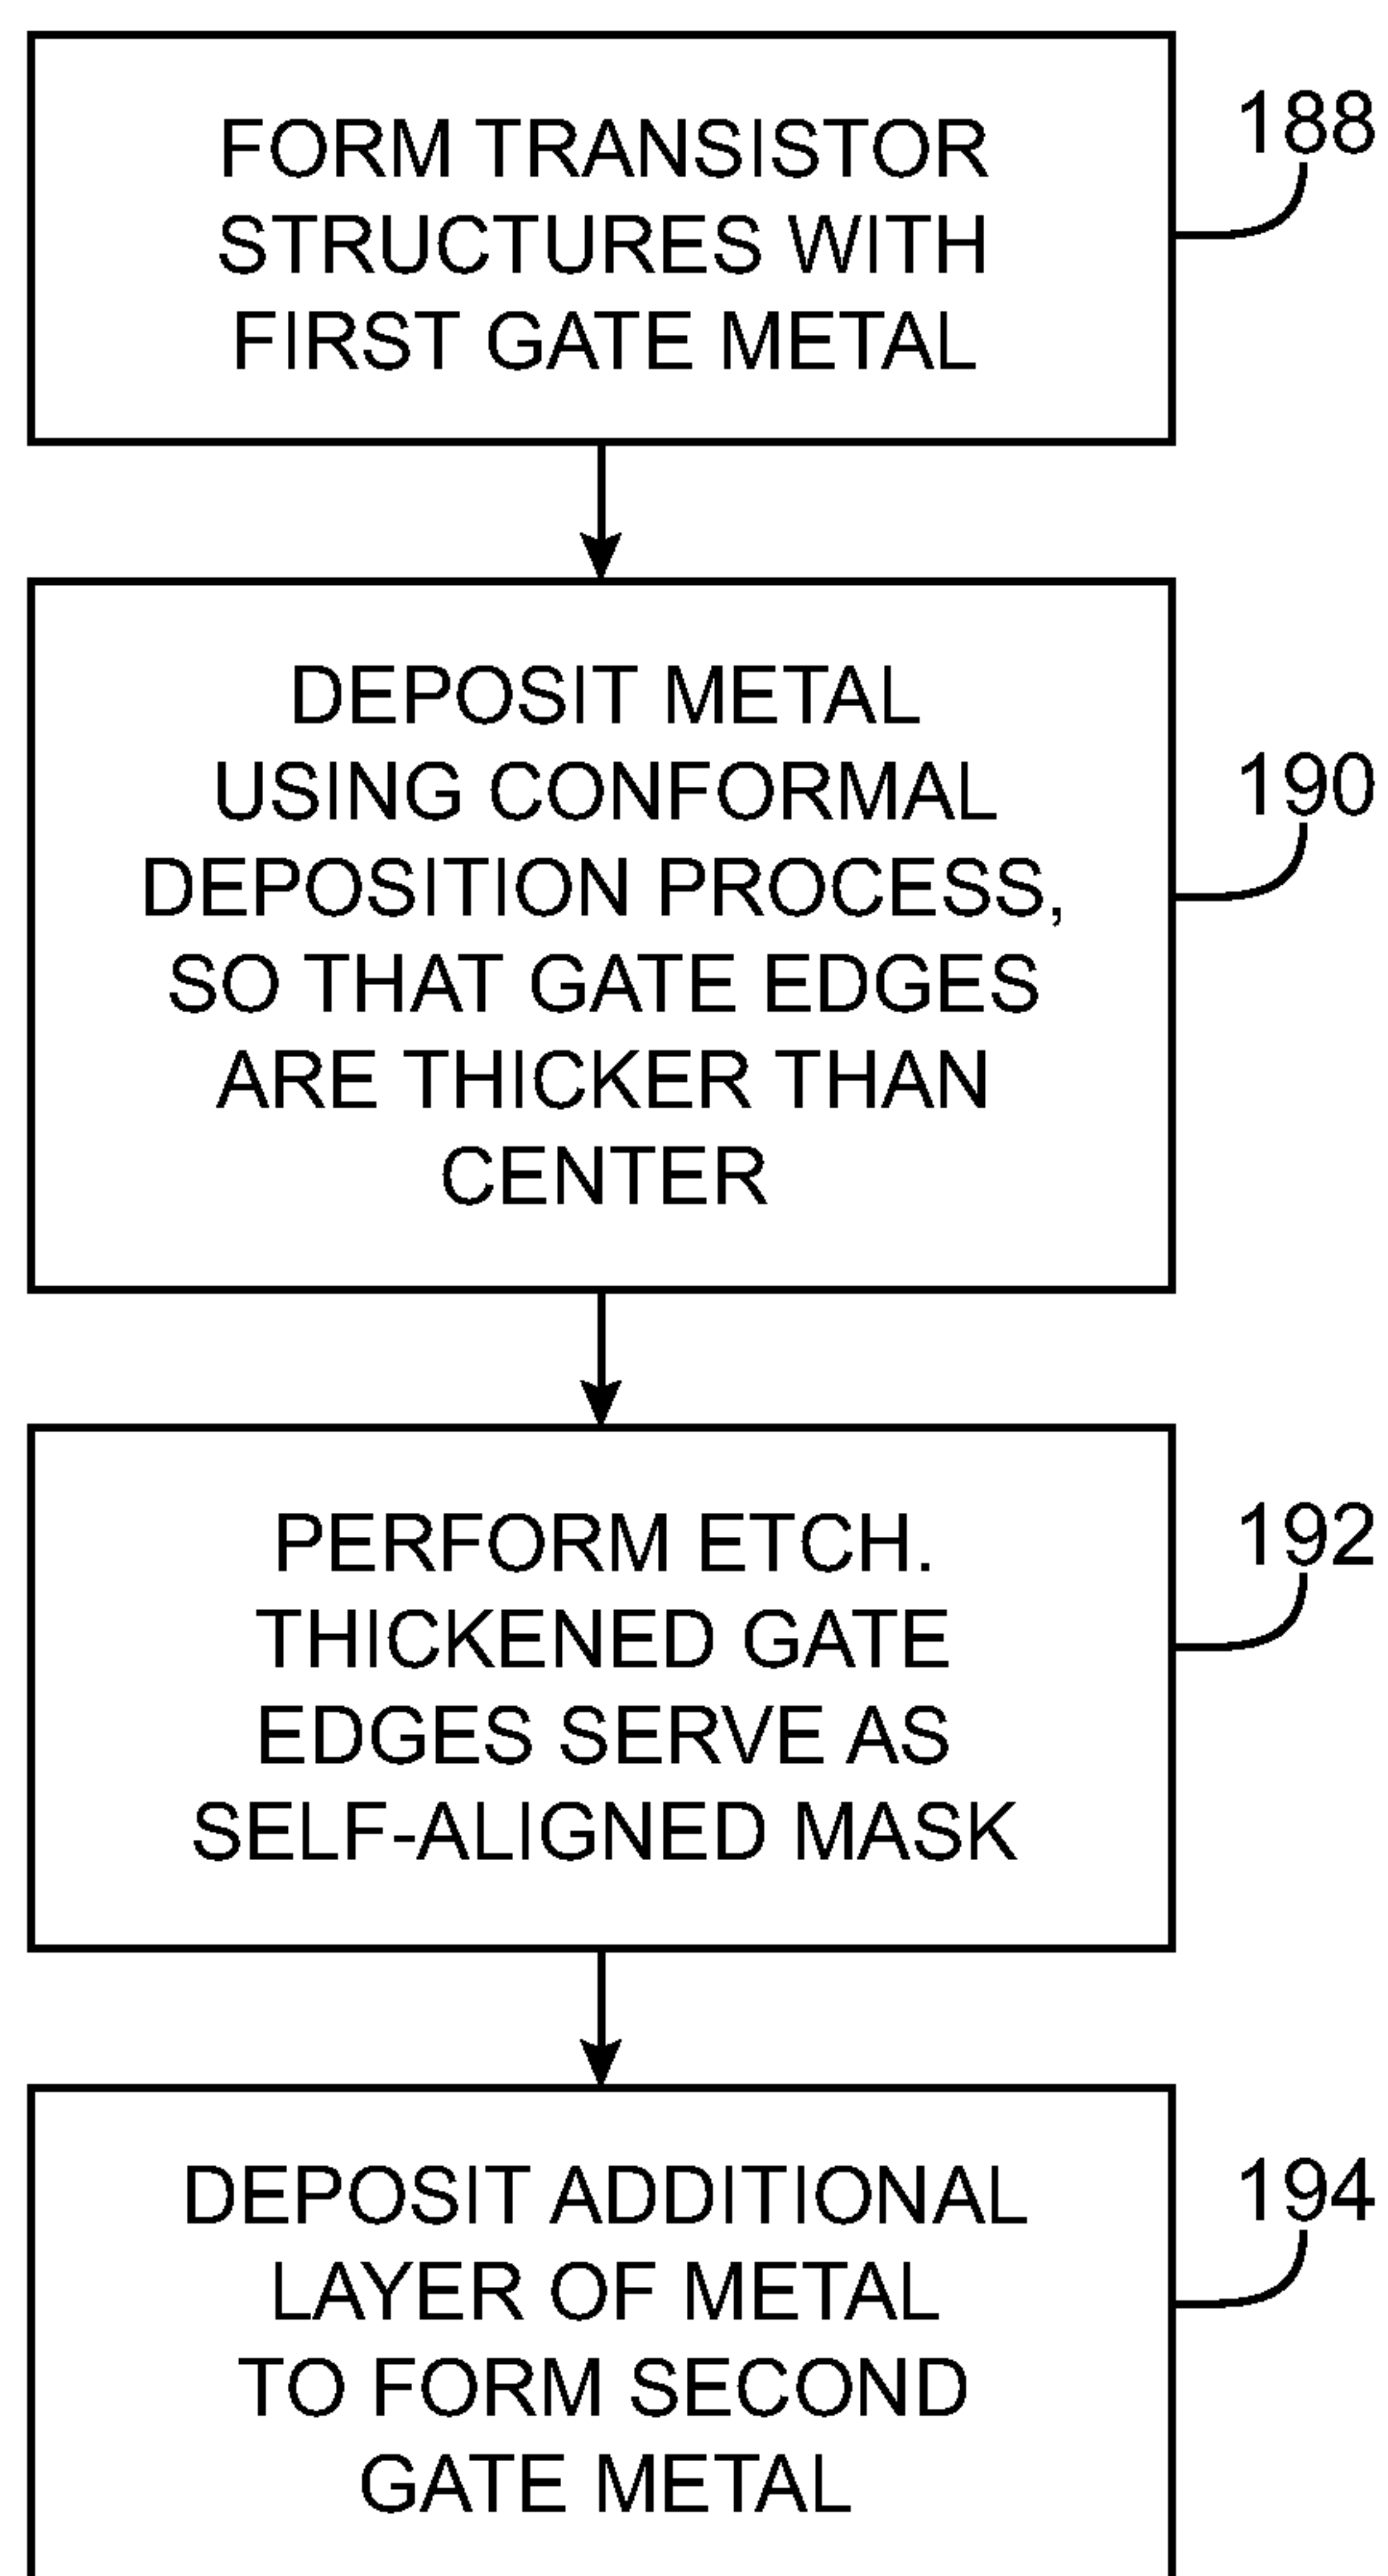 FORM TRANSISTOR
STRUCTURES WITH
FIRST GATE METAL
188
DEPOSIT METAL
USING CONFORMAL
DEPOSITION PROCESS,
SO THAT GATE EDGES
ARE THICKER THAN
CENTER
190
PERFORM ETCH.
THICKENED GATE
EDGES SERVE AS
SELF-ALIGNED MASK
192
DEPOSIT ADDITIONAL
LAYER OF METAL
TO FORM SECOND
GATE METAL
194